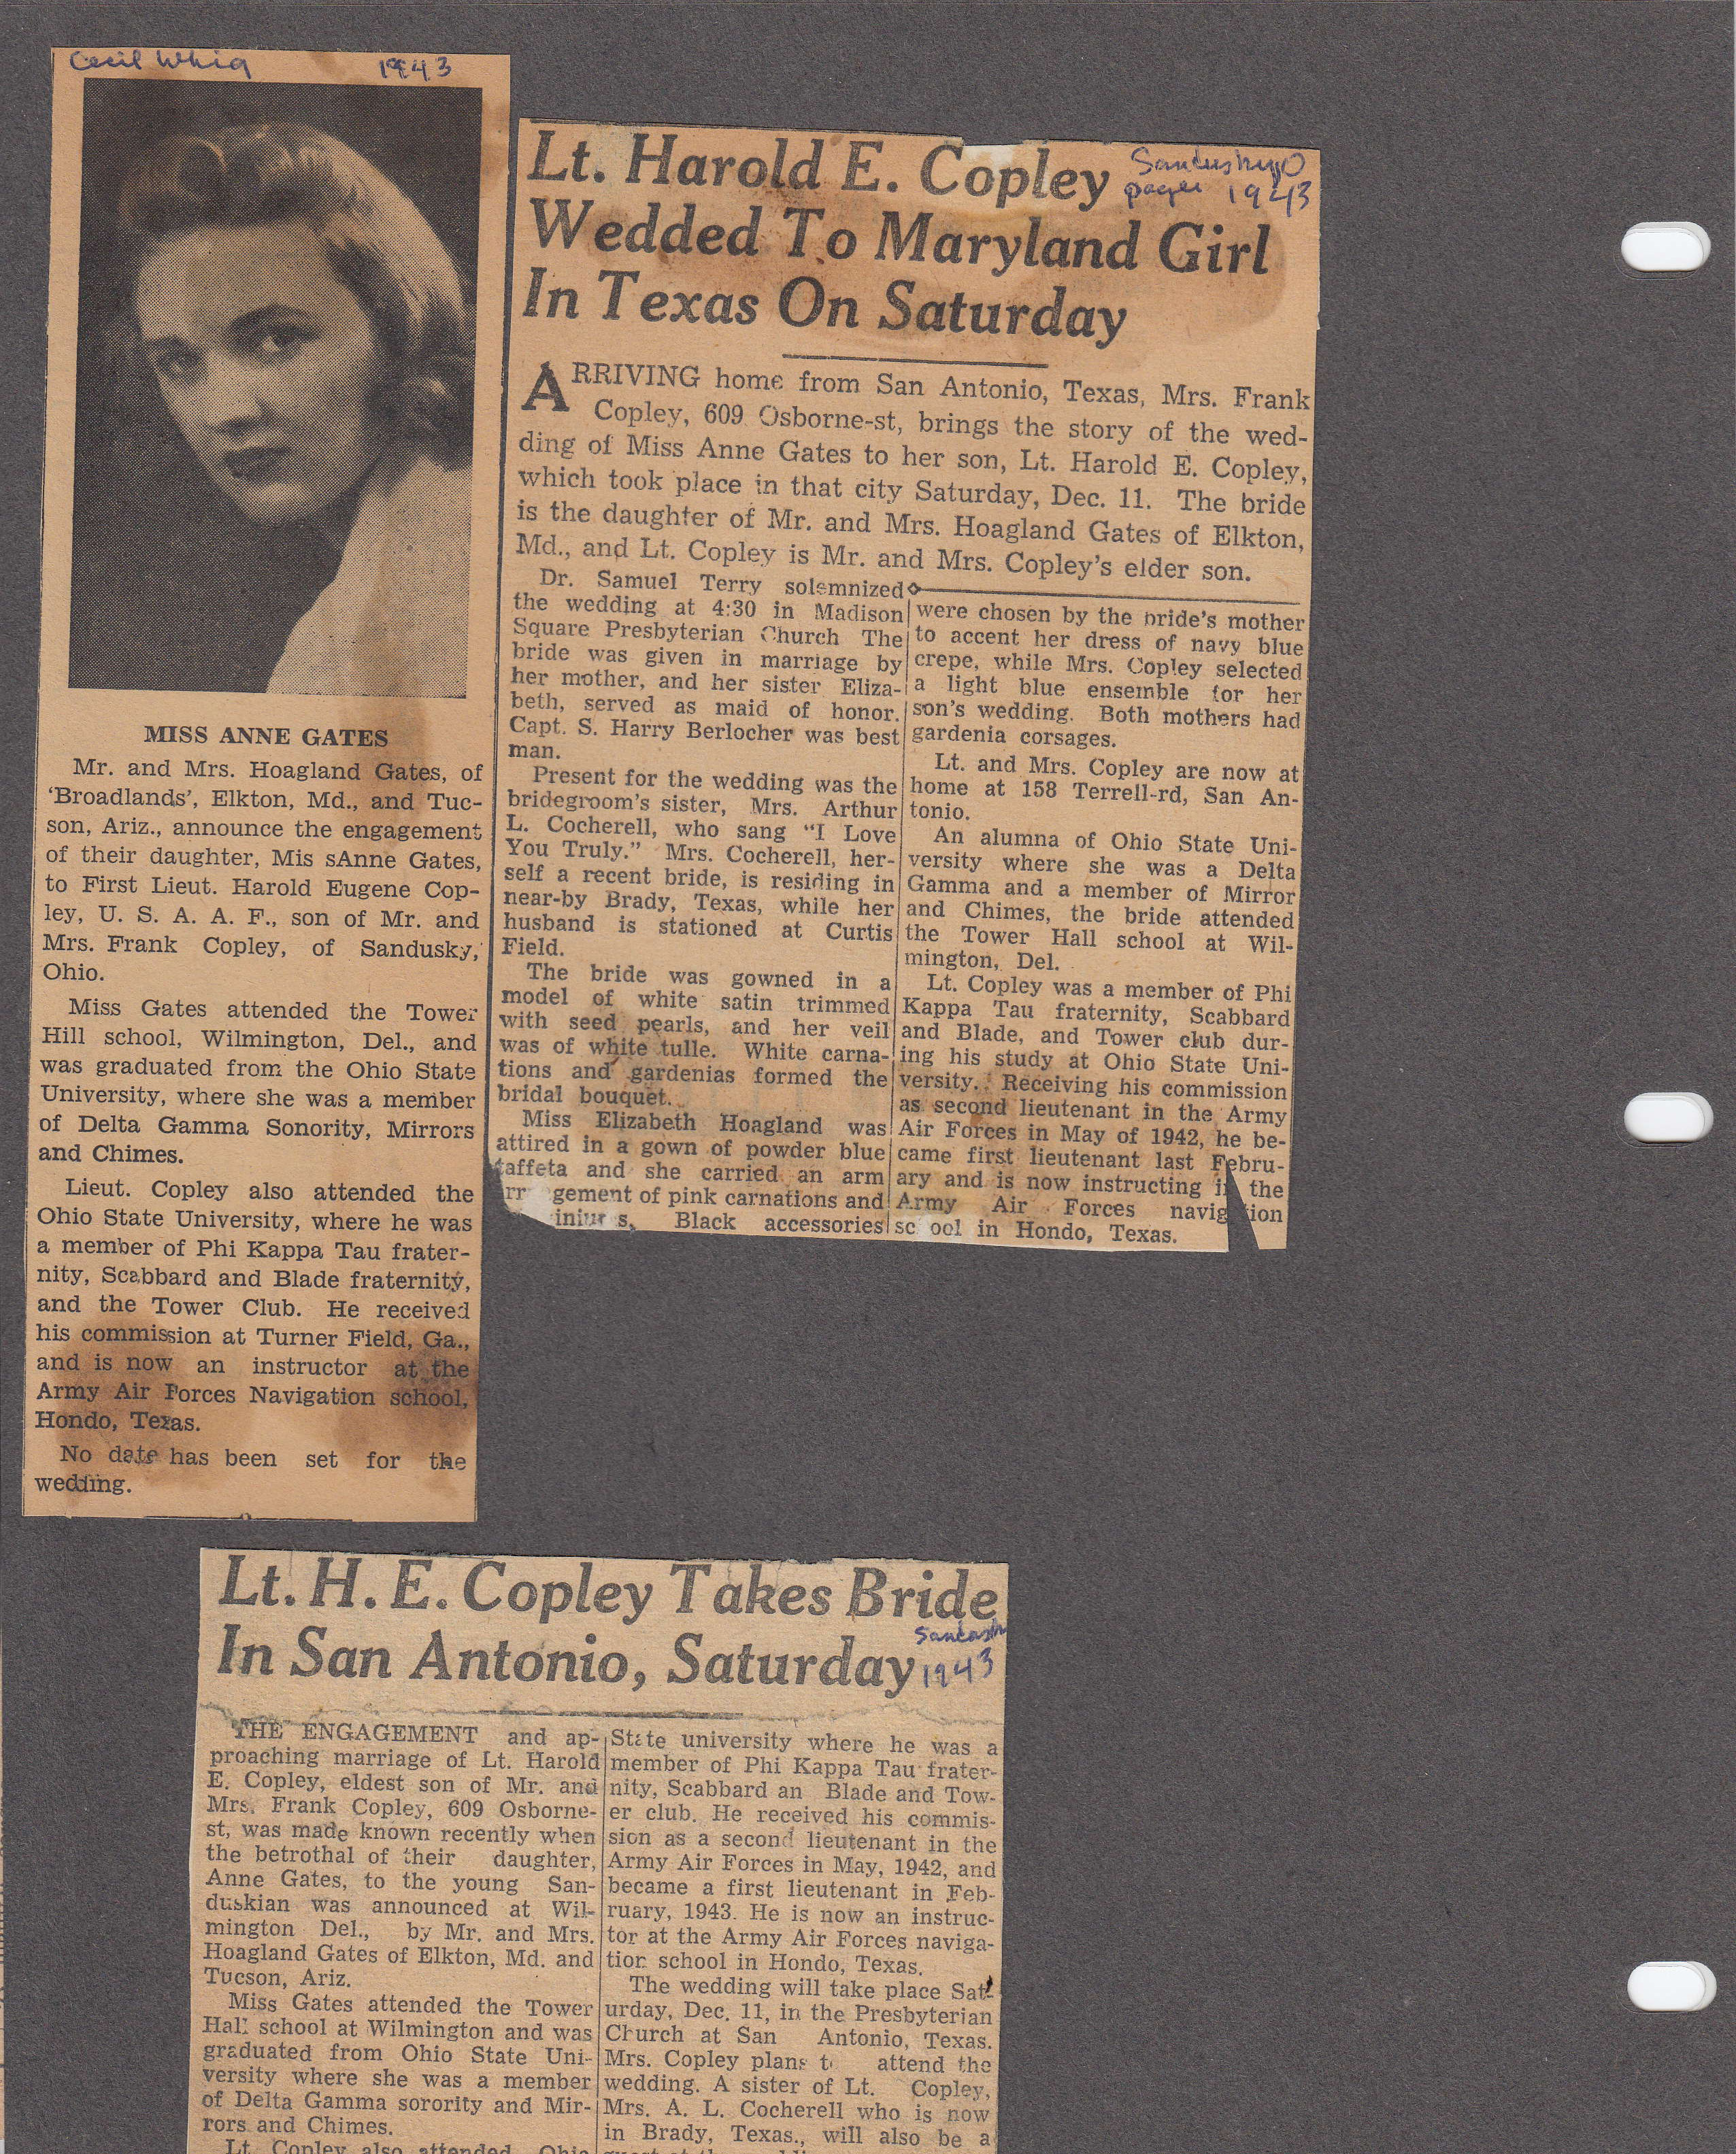 Cecil Whig 1943
MISS ANNE GATES
Mr. and Mrs. Hoagland Gates, of
'Broadlands', Elkton, Md., and Tuc-
son, Ariz., announce the engagement
of their daughter, Mis sAnne Gates,
to First Lieut. Harold Eugene Cop-
ley, U. S. A. A. F., son of Mr. and
Mrs. Frank Copley, of Sandusky,
Ohio.
Miss Gates attended the Tower
Hill school, Wilmington, Del., and
was graduated from the Ohio State
University, where she was a member
of Delta Gamma Sonority, Mirrors
and Chimes.
Lieut. Copley also attended the
Ohio State University, where he was
a member of Phi Kappa Tau frater-
nity, Scabbard and Blade fraternity,
and the Tower Club. He received
his commission at Turner Field, Ga.,
and is now an instructor at the
Army Air Forces Navigation school,
Hondo, Texas.
No date has been set for the
wedding.
Lt. Harold E. Copley
Wedded To Maryland Girl
In Texas On Saturday
Sandusky O
paper 1943
ARRIVING home from San Antonio, Texas, Mrs. Frank
Copley, 609 Osborne-st, brings the story of the wed-
ding of Miss Anne Gates to her son, Lt. Harold E. Copley,
which took place in that city Saturday, Dec. 11. The bride
is the daughter of Mr. and Mrs. Hoagland Gates of Elkton,
Md., and Lt. Copley is Mr. and Mrs. Copley's elder son.
Dr. Samuel Terry solemnized
the wedding at 4:30 in Madison
Square Presbyterian Church The
bride was given in marriage by
her mother, and her sister Eliza-
beth, served as maid of honor.
Capt. S. Harry Berlocher was best
man.
Present for the wedding was the
bridegroom's sister, Mrs. Arthur
L. Cocherell, who sang "I Love
You Truly." Mrs. Cocherell, her-
self a recent bride, is residing in
near-by Brady, Texas, while her
husband is stationed at Curtis
Field.
The bride was gowned in a
model of white satin trimmed
with seed pearls, and her veil
was of white tulle. White carna-
tions and gardenias formed the
bridal bouquet.
Miss Elizabeth Hoagland was
attired in a gown of powder blue
taffeta and she carried an arm
gement of pink carnations and
Black accessories
were chosen by the bride's mother
to accent her dress of navy blue
crepe, while Mrs. Copley selected
a light blue ensemble for her
son's wedding. Both mothers had
gardenia corsages.
Lt. and Mrs. Copley are now at
home at 158 Terrell-rd, San An-
tonio.
An alumna of Ohio State Uni-
versity where she was a Delta
Gamma and a member of Mirror
and Chimes, the bride attended
the Tower Hall school at Wil-
mington, Del.
Lt. Copley was a member of Phi
Kappa Tau fraternity, Scabbard
and Blade, and Tower club dur-
ing his study at Ohio State Uni-
versity. Receiving his commission
as second lieutenant in the Army
Air Forces in May of 1942, he be-
came first lieutenant last Febru-
ary and is now instructing in the
Army Air Forces navigation
school in Hondo, Texas.
Lt. H. E. Copley Takes Bride
In San Antonio, Saturday
1943
THE ENGAGEMENT and ap-
proaching marriage of Lt. Harold
E. Copley, eldest son of Mr. and
Mrs. Frank Copley, 609 Osborne-
st, was made known recently when
the betrothal of their daughter,
Anne Gates, to the young San-
duskian was announced at Wil-
mington Del., by Mr. and Mrs.
Hoagland Gates of Elkton, Md. and
Tucson, Ariz.
Miss Gates attended the Tower
Hall school at Wilmington and was
graduated from Ohio State Uni-
versity where she was a member
of Delta Gamma sorority and Mir-
rors and Chimes.
Lt. Copley also attended Ohio
State university where he was a
member of Phi Kappa Tau frater-
nity, Scabbard an Blade and Tow-
er club. He received his commis-
sion as a second lieutenant in the
Army Air Forces in May, 1942, and
became a first lieutenant in Feb-
ruary, 1943. He is now an instruc-
tor at the Army Air Forces naviga-
tion school in Hondo, Texas.
The wedding will take place Sat-
urday, Dec. 11, in the Presbyterian
Church at San Antonio, Texas.
Mrs. Copley plans to attend the
wedding. A sister of Lt. Copley,
Mrs. A. L. Cocherell who is now
in Brady, Texas., will also be a